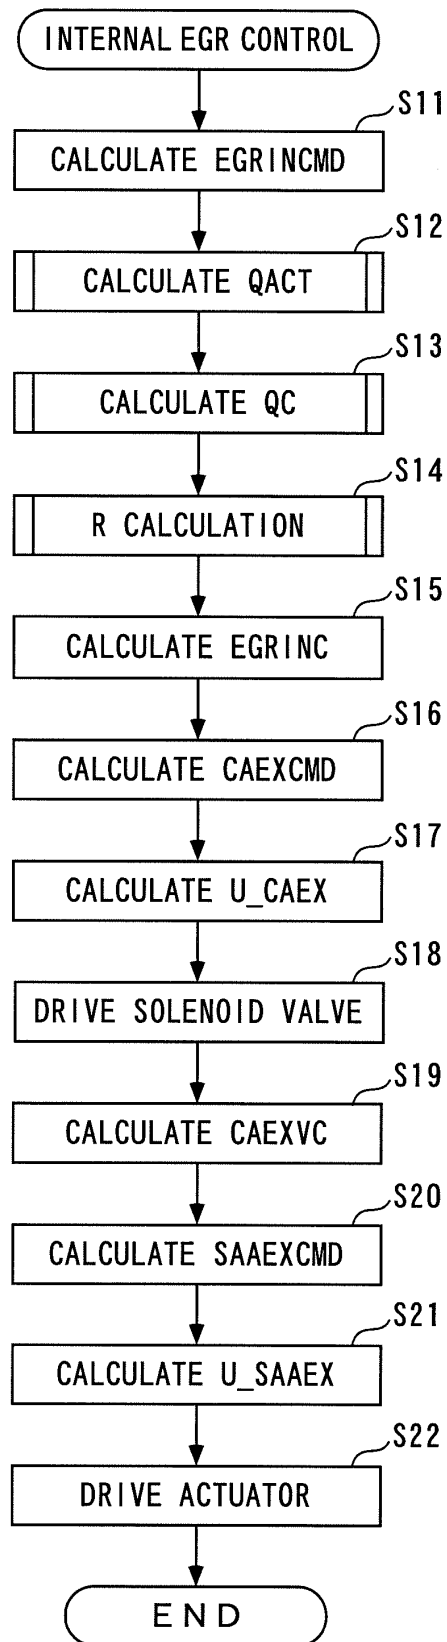 INTERNAL EGR CONTROL
S11
CALCULATE EGRINCMD
S12
CALCULATE QACT
S13
CALCULATE QC
S14
R CALCULATION
S15
CALCULATE EGRINC
S16
CALCULATE CAEXCMD
S17
CALCULATE U_CAEX
S18
DRIVE SOLENOID VALVE
S19
CALCULATE CAEXVC
S20
CALCULATE SAAEXCMD
S21
CALCULATE U_SAAEX
S22
DRIVE ACTUATOR
END